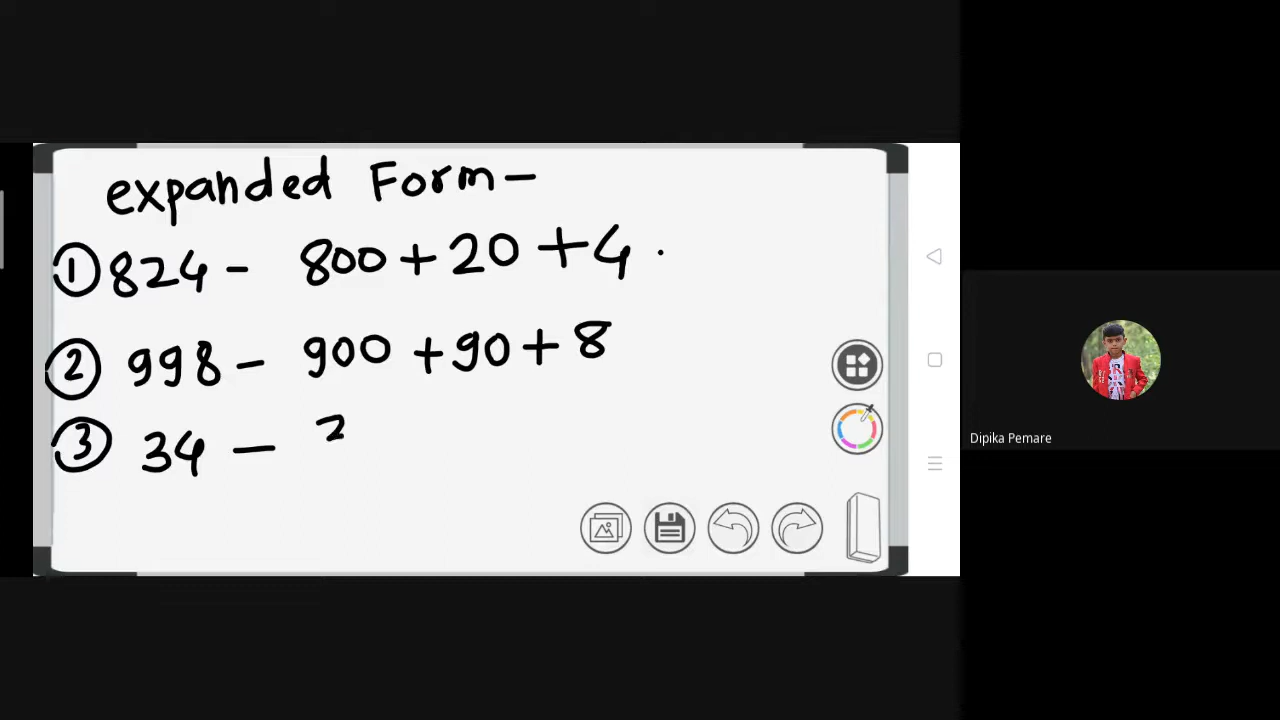 expanded Form-
① 824 - 800 + 20 + 4 .
② 998 - 900 + 90 + 8
③ 34 -
Dipika Pemare